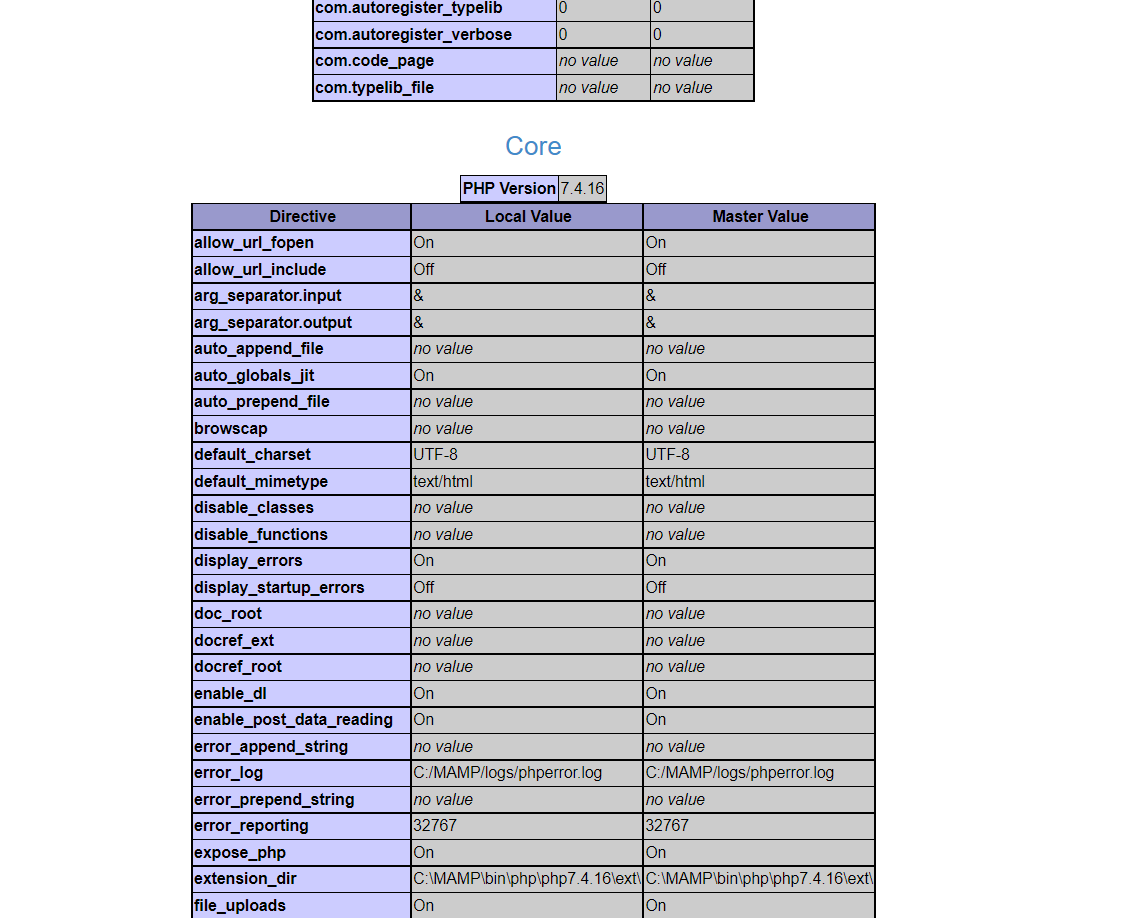 com.autoregister_typelib 0 0
com.autoregister_verbose 0 0
com.code_page no value no value
com.typelib_file no value no value
Core
PHP Version 7.4.16
Directive Local Value Master Value
allow_url_fopen On On
allow_url_include Off Off
arg_separator.input & &
arg_separator.output & &
auto_append_file no value no value
auto_globals_jit On On
auto_prepend_file no value no value
browscap no value no value
default_charset UTF-8 UTF-8
default_mimetype text/html text/html
disable_classes no value no value
disable_functions no value no value
display_errors On On
display_startup_errors Off Off
doc_root no value no value
docref_ext no value no value
docref_root no value no value
enable_dl On On
enable_post_data_reading On On
error_append_string no value no value
error_log C:/MAMP/logs/phperror.log C:/MAMP/logs/phperror.log
error_prepend_string no value no value
error_reporting 32767 32767
expose_php On On
extension_dir C:\MAMP\bin\php\php7.4.16\ext\ C:\MAMP\bin\php\php7.4.16\ext\
file_uploads On On